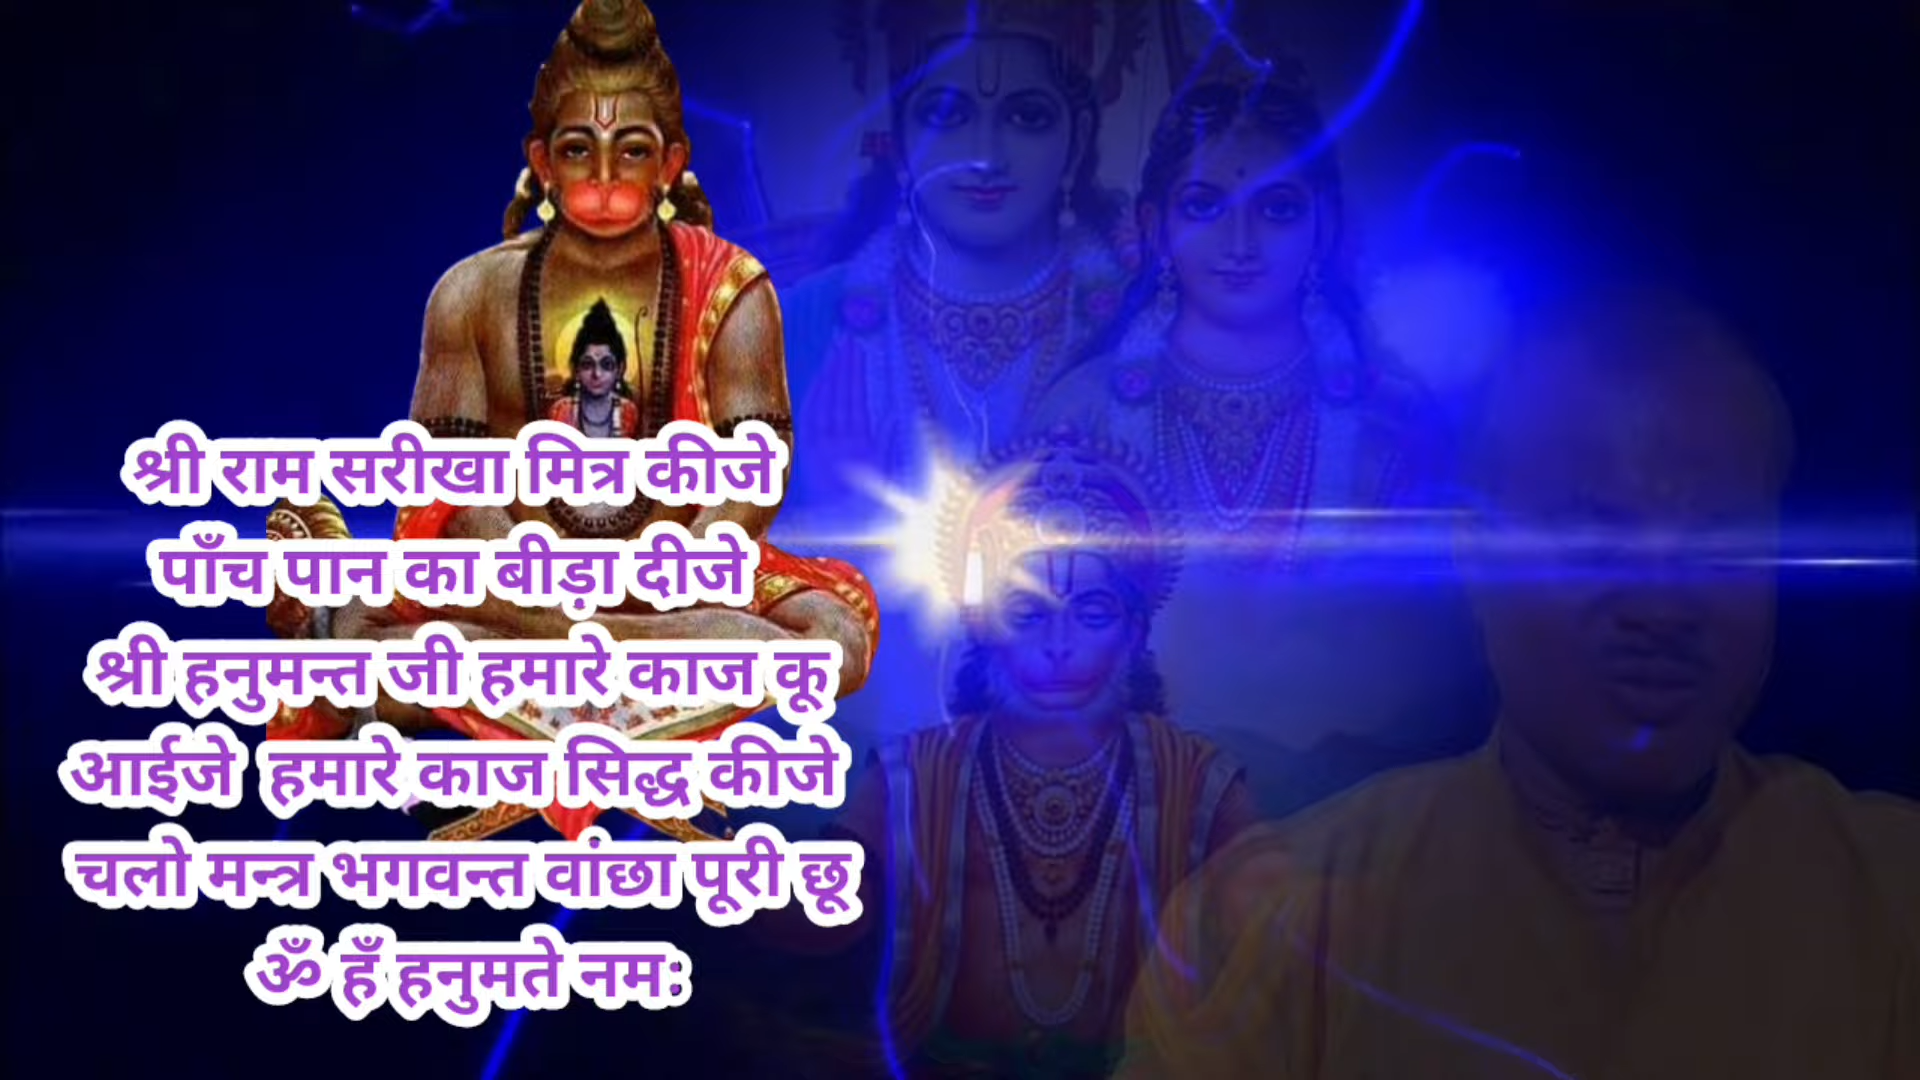 श्री राम सरीखा मित्र कीजे
पाँच पान का बीड़ा दीजे
श्री हनुमन्त जी हमारे काज कू
आईजे हमारे काज सिद्ध कीजे
चलो मन्त्र भगवन्त वांछा पूरी छू
ॐ हँ हनुमते नमः